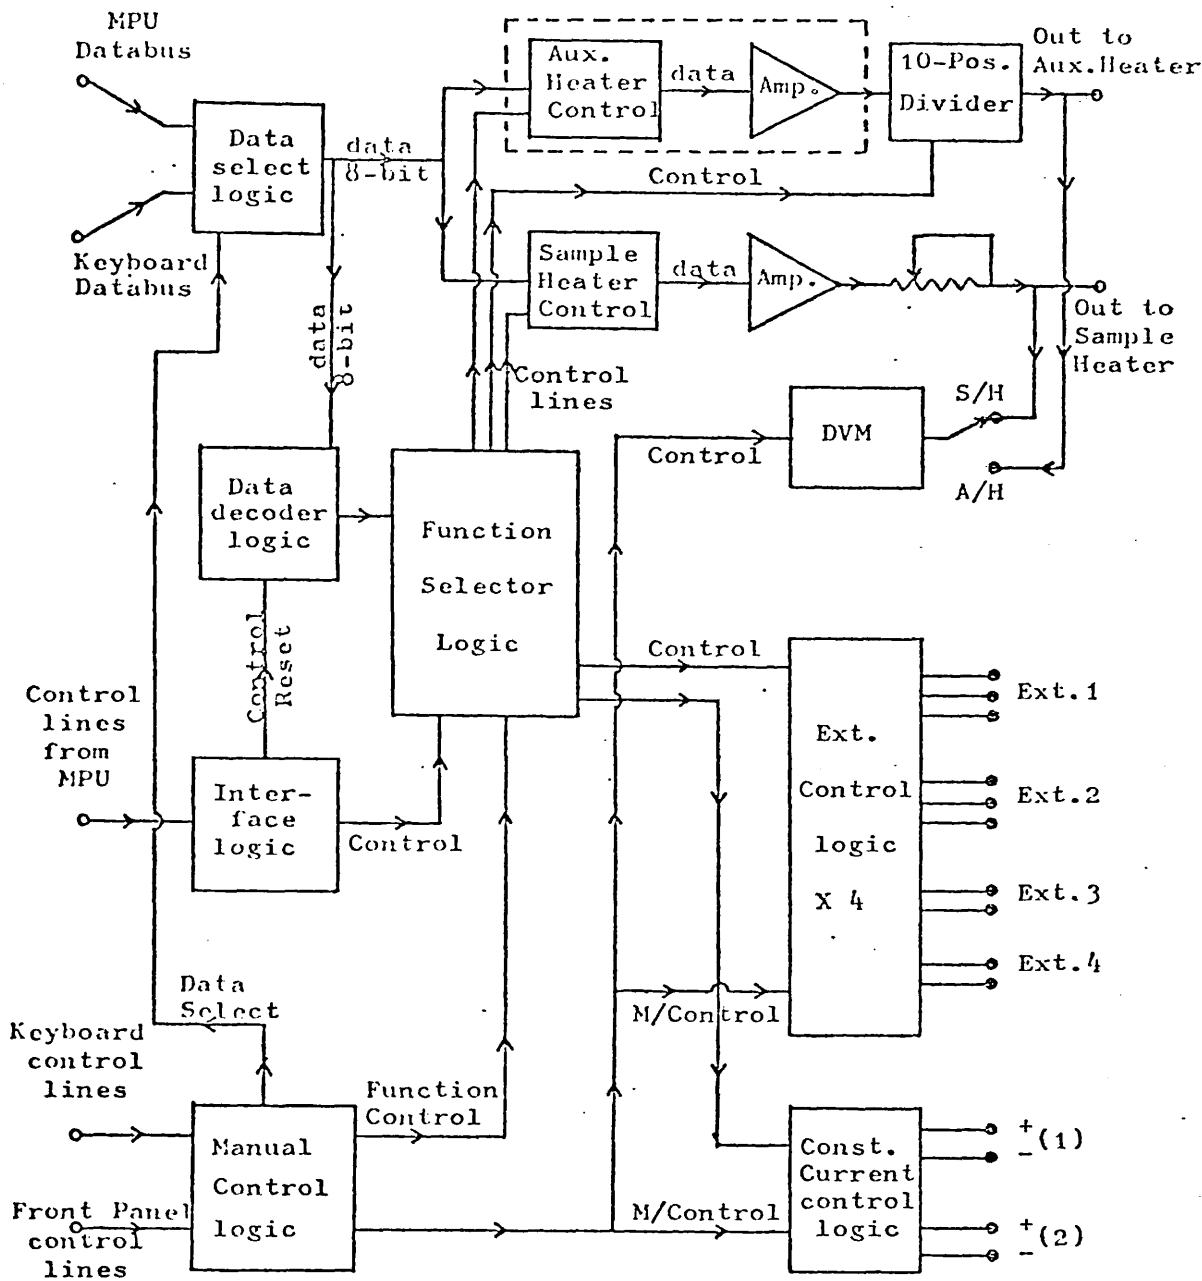 MPU
Databus
Data
select
logic
Keyboard
Databus
data
8-bit
data
8-bit
Aux.
Heater
Control
data
Amp.
10-Pos.
Divider
Out to
Aux.Heater
Control
Sample
Heater
Control
data
Amp.
Out to
Sample
Heater
Control
lines
S/H
DVM
Control
A/H
Data
decoder
logic
Function
Selector
Logic
Control
Reset
Control
lines
from
MPU
Inter-
face
logic
Control
Control
Ext.
Control
logic
X 4
Ext.1
Ext.2
Ext.3
Ext.4
Data
Select
M/Control
Keyboard
control
lines
Function
Control
Manual
Control
logic
Front Panel
control
lines
M/Control
Const.
Current
control
logic
+
-
(1)
+
-
(2)